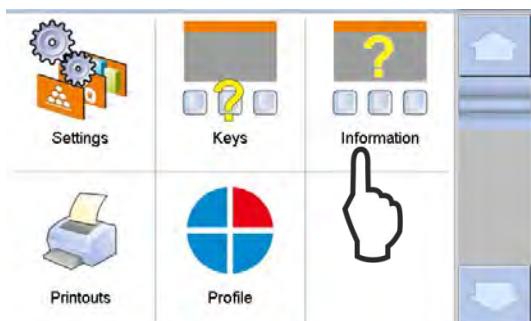 Settings
Keys
Information
Printouts
Profile